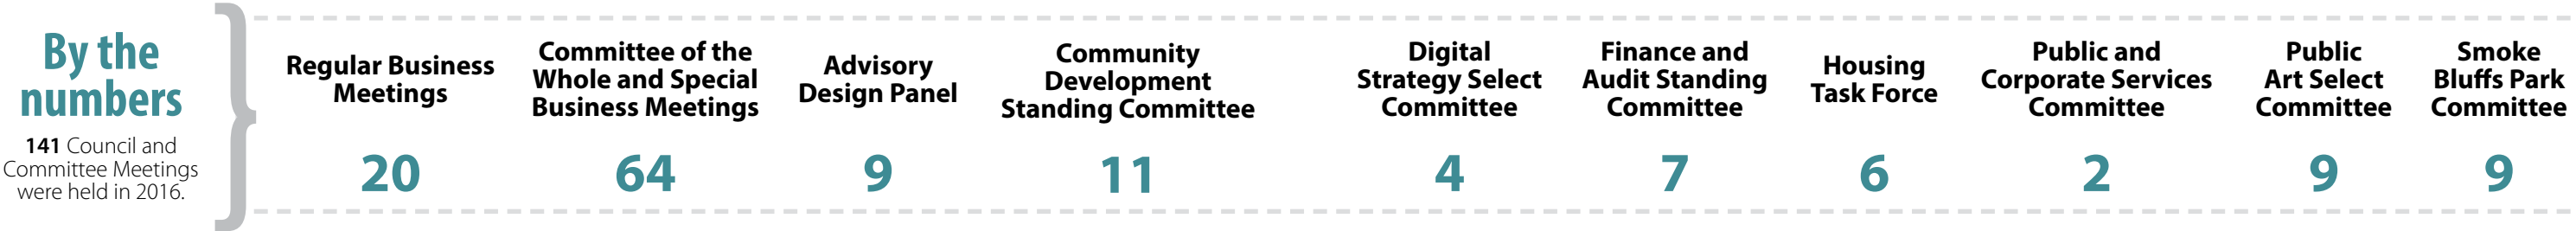 By the
numbers
141 Council and
Committee Meetings
were held in 2016.
Regular Business
Meetings
20
Committee of the
Whole and Special
Business Meetings
64
Advisory
Design Panel
9
Community
Development
Standing Committee
11
Digital
Strategy Select
Committee
4
Finance and
Audit Standing
Committee
7
Housing
Task Force
6
Public and
Corporate Services
Committee
2
Public
Art Select
Committee
9
Smoke
Bluffs Park
Committee
9